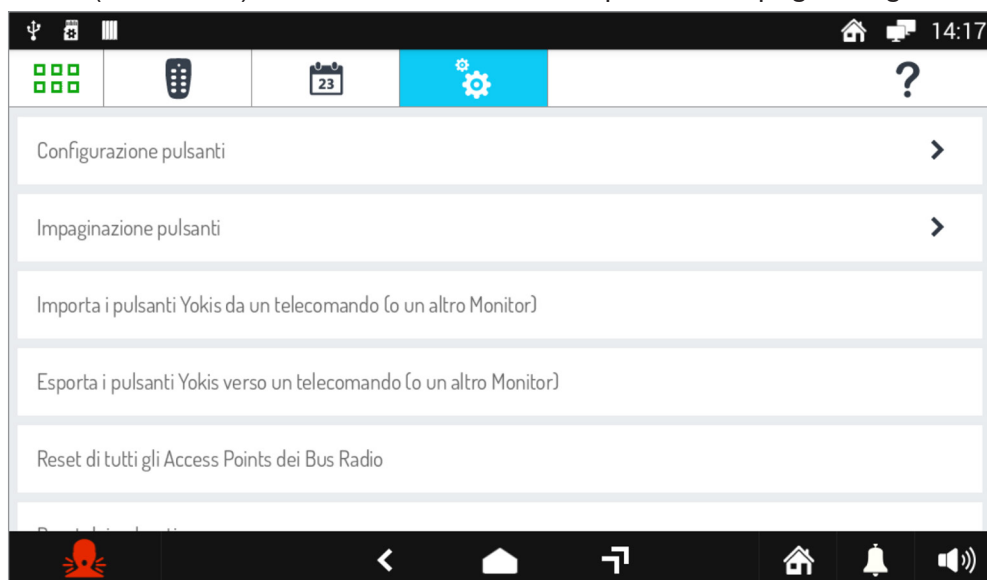 14:17
23
?
Configurazione pulsanti
Impaginazione pulsanti
Importa i pulsanti Yokis da un telecomando (o un altro Monitor)
Esporta i pulsanti Yokis verso un telecomando (o un altro Monitor)
Reset di tutti gli Access Points dei Bus Radio